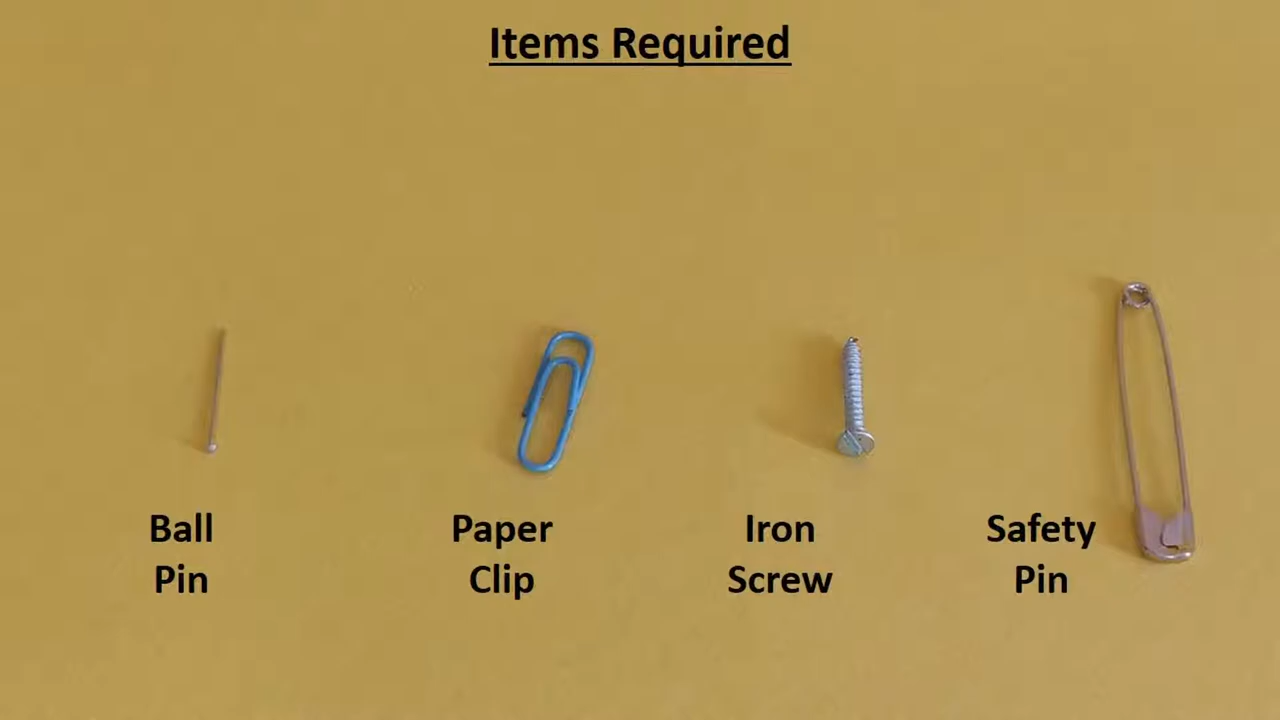 Items Required
Ball
Pin
Paper
Clip
Iron
Screw
Safety
Pin